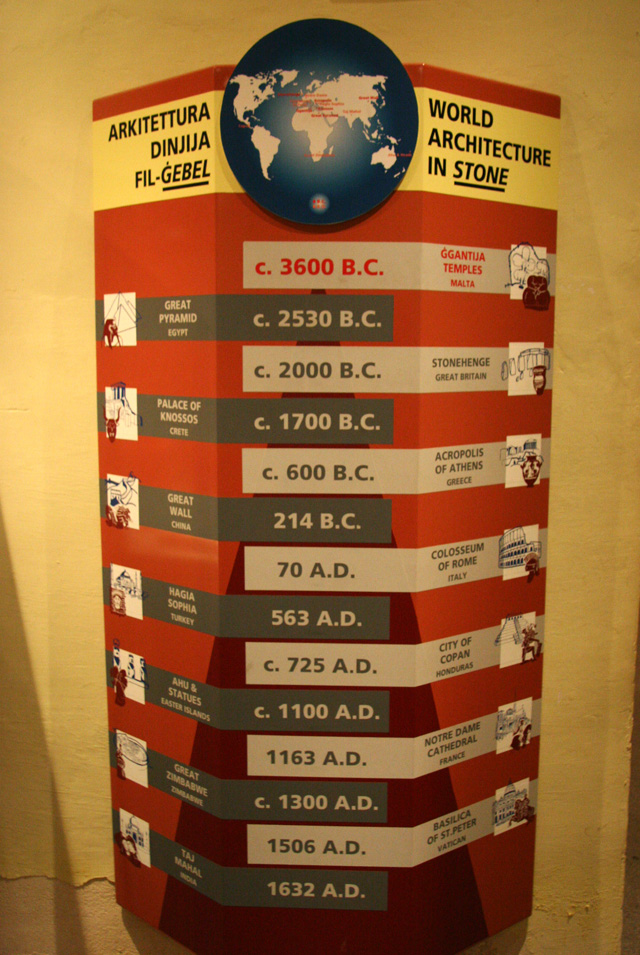 ARKITETTURA
DINJIJA
FIL-ĠEBEL
WORLD
ARCHITECTURE
IN STONE
c. 3600 B.C.
ĠGANTIJA
TEMPLES
MALTA
GREAT
PYRAMID
EGYPT
c. 2530 B.C.
c. 2000 B.C.
STONEHENGE
GREAT BRITAIN
PALACE OF
KNOSSOS
CRETE
c. 1700 B.C.
c. 600 B.C.
ACROPOLIS
OF ATHENS
GREECE
GREAT
WALL
CHINA
214 B.C.
70 A.D.
COLOSSEUM
OF ROME
ITALY
HAGIA
SOPHIA
TURKEY
563 A.D.
c. 725 A.D.
CITY OF
COPAN
HONDURAS
AHU &
STATUES
EASTER ISLANDS
c. 1100 A.D.
1163 A.D.
NOTRE DAME
CATHEDRAL
FRANCE
GREAT
ZIMBABWE
ZIMBABWE
c. 1300 A.D.
1506 A.D.
BASILICA
OF ST.PETER
VATICAN
TAJ
MAHAL
INDIA
1632 A.D.